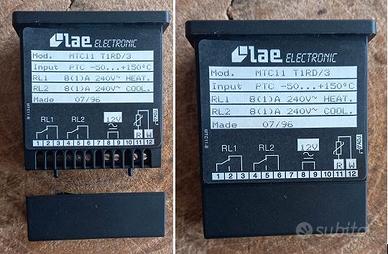 lae ELECTRONIC
Mod. MTC11 T1RD/3
Input PTC -50...+150°C
RL1 8(1)A 240V~ HEAT.
RL2 8(1)A 240V~ COOL.
Made 07/96
RL1 RL2 12V
R W
1 2 3 4 5 6 7 8 9 10 11 12
lae ELECTRONIC
Mod. MTC11 T1RD/3
Input PTC -50...+150°C
RL1 8(1)A 240V~ HEAT.
RL2 8(1)A 240V~ COOL.
Made 07/96
RL1 RL2 12V
R W
1 2 3 4 5 6 7 8 9 10 11 12
subito